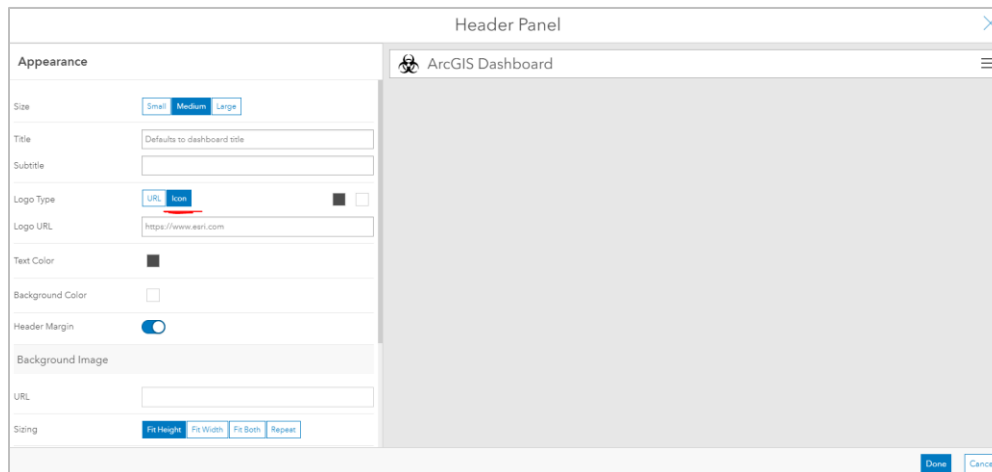 Header Panel
Appearance
ArcGIS Dashboard
Size
Small Medium Large
Title
Defaults to dashboard title
Subtitle
Logo Type
URL Icon
Logo URL
https://www.esri.com
Text Color
Background Color
Header Margin
Background Image
URL
Sizing
Fit Height Fit Width Fit Both Repeat
Done Cance